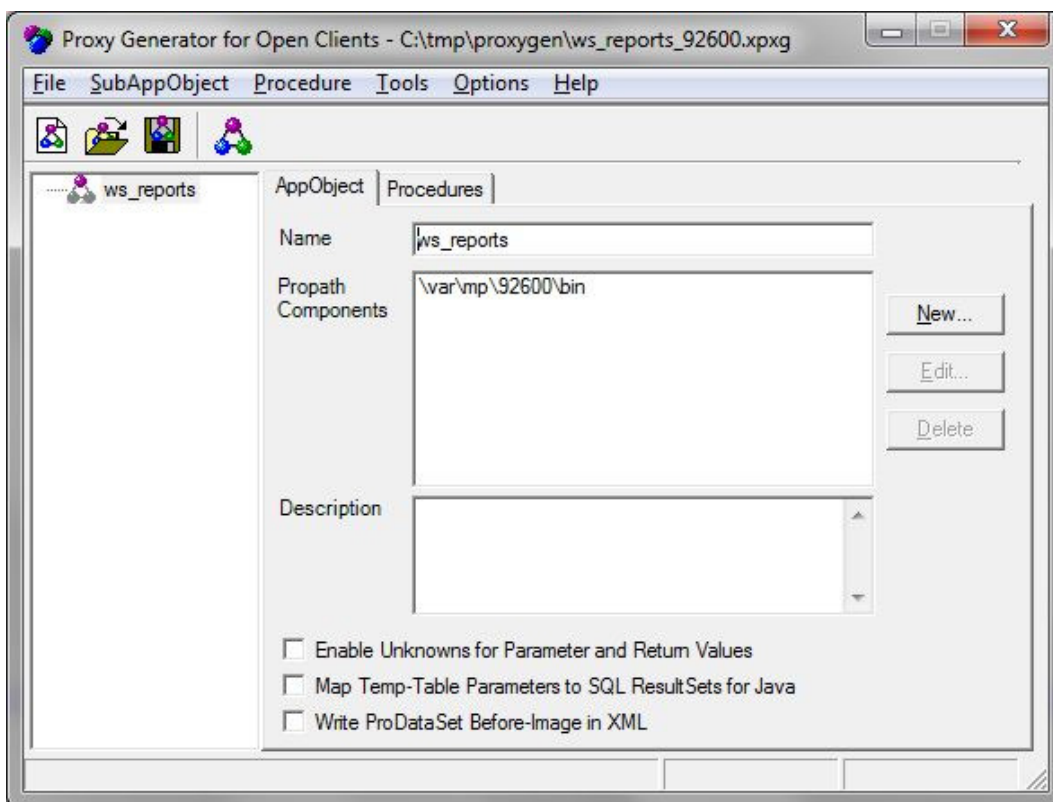 Proxy Generator for Open Clients - C:\tmp\proxygen\ws_reports_92600.xpxg
File SubAppObject Procedure Tools Options Help
ws_reports
AppObject Procedures
Name ws_reports
Propath Components \var\mp\92600\bin
New...
Edit...
Delete
Description
Enable Unknowns for Parameter and Return Values
Map Temp-Table Parameters to SQL ResultSets for Java
Write ProDataSet Before-Image in XML